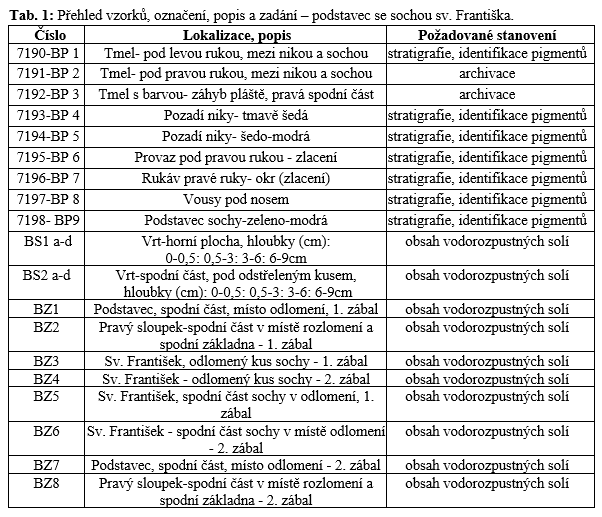 Tab. 1: Přehled vzorků, označení, popis a zadání – podstavec se sochou sv. Františka.
Číslo Lokalizace, popis Požadované stanovení
7190-BP 1 Tmel- pod levou rukou, mezi nikou a sochou stratigrafie, identifikace pigmentů
7191-BP 2 Tmel- pod pravou rukou, mezi nikou a sochou archivace
7192-BP 3 Tmel s barvou- záhyb pláště, pravá spodní část archivace
7193-BP 4 Pozadí niky- tmavě šedá stratigrafie, identifikace pigmentů
7194-BP 5 Pozadí niky- šedo-modrá stratigrafie, identifikace pigmentů
7195-BP 6 Provaz pod pravou rukou - zlacení stratigrafie, identifikace pigmentů
7196-BP 7 Rukáv pravé ruky- okr (zlacení) stratigrafie, identifikace pigmentů
7197-BP 8 Vousy pod nosem stratigrafie, identifikace pigmentů
7198- BP9 Podstavec sochy-zeleno-modrá stratigrafie, identifikace pigmentů
BS1 a-d Vrt-horní plocha, hloubky (cm): obsah vodorozpustných solí
0-0,5: 0,5-3: 3-6: 6-9cm
BS2 a-d Vrt-spodní část, pod odstřeleným kusem, obsah vodorozpustných solí
hloubky (cm): 0-0,5: 0,5-3: 3-6: 6-9cm
BZ1 Podstavec, spodní část, místo odlomení, 1. zábal obsah vodorozpustných solí
BZ2 Pravý sloupek-spodní část v místě rozlomení a obsah vodorozpustných solí
spodní základna - 1. zábal
BZ3 Sv. František, odlomený kus sochy - 1. zábal obsah vodorozpustných solí
BZ4 Sv. František - odlomený kus sochy - 2. zábal obsah vodorozpustných solí
BZ5 Sv. František, spodní část sochy v odlomení, 1. obsah vodorozpustných solí
zábal
BZ6 Sv. František - spodní část sochy v místě odlomení obsah vodorozpustných solí
- 2. zábal
BZ7 Podstavec, spodní část, místo odlomení - 2. zábal obsah vodorozpustných solí
BZ8 Pravý sloupek-spodní část v místě rozlomení a obsah vodorozpustných solí
spodní základna - 2. zábal